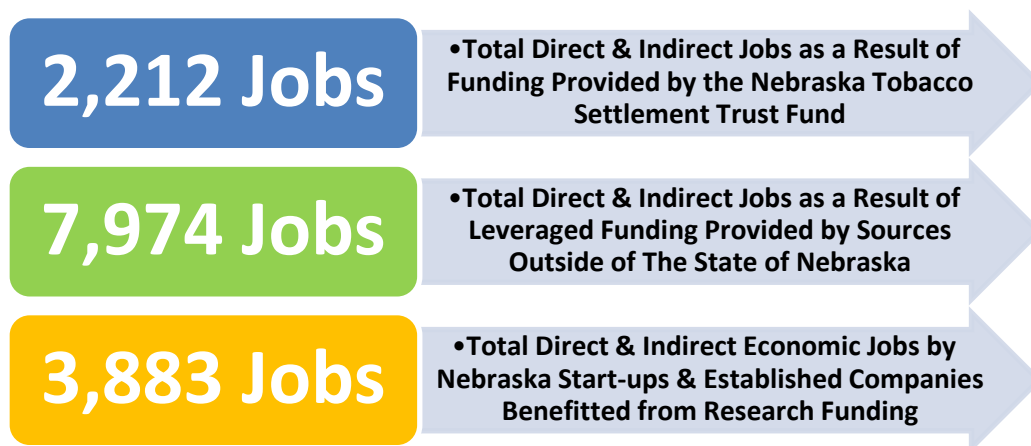 2,212 Jobs
•Total Direct & Indirect Jobs as a Result of
Funding Provided by the Nebraska Tobacco
Settlement Trust Fund
7,974 Jobs
•Total Direct & Indirect Jobs as a Result of
Leveraged Funding Provided by Sources
Outside of The State of Nebraska
3,883 Jobs
•Total Direct & Indirect Economic Jobs by
Nebraska Start-ups & Established Companies
Benefitted from Research Funding